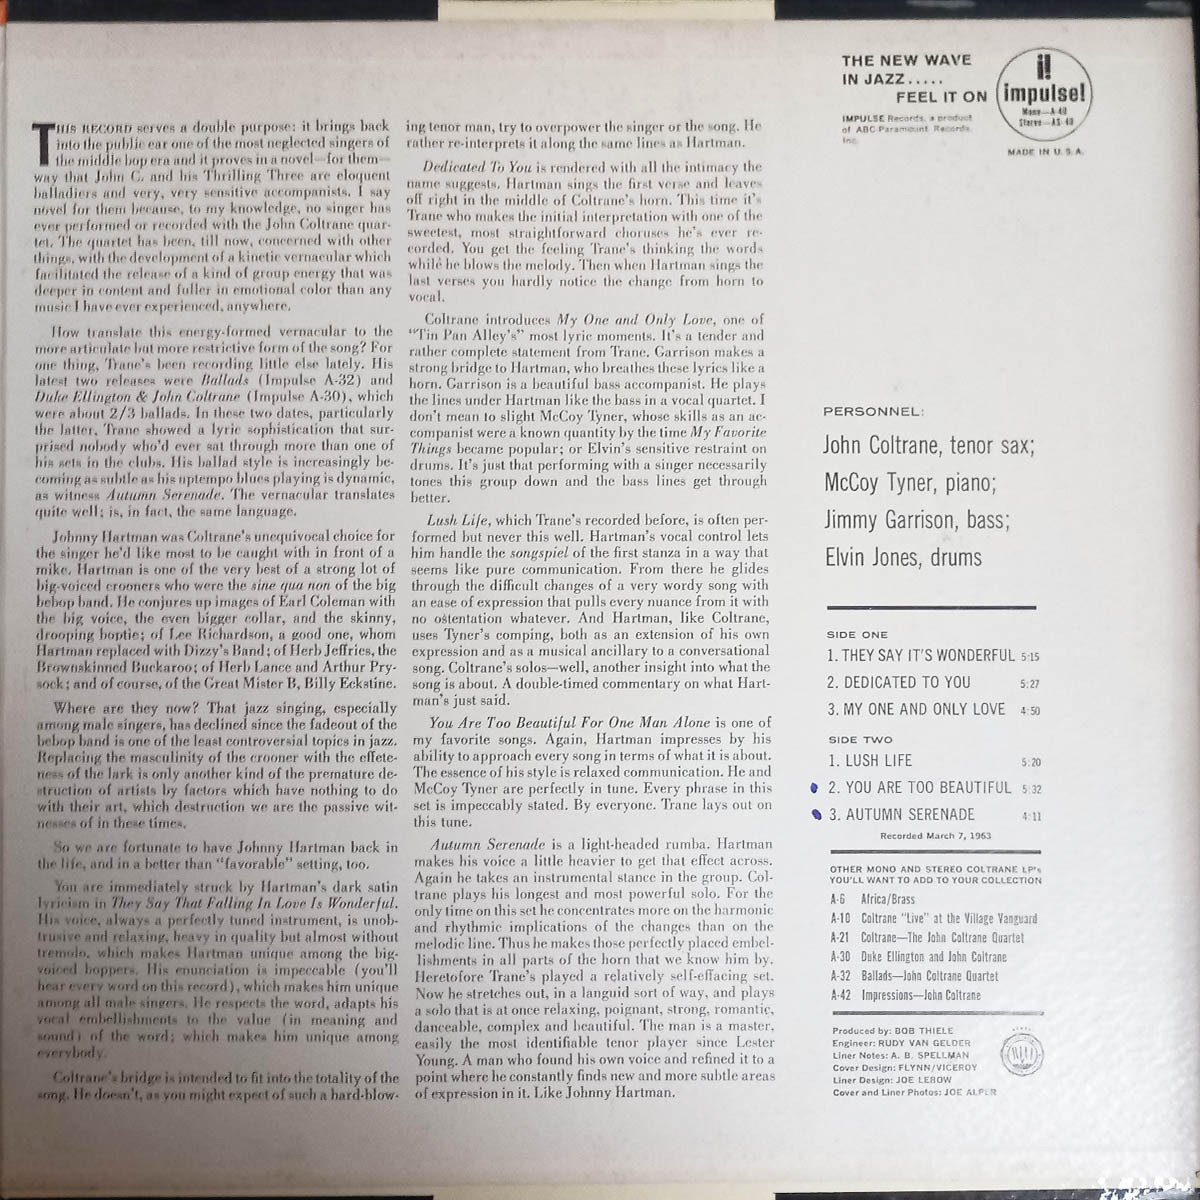 THIS RECORD serves a double purpose: it brings back
into the public ear one of the most neglected singers of
the middle bop era and it proves in a novel—for them—
way that John C. and his Thrilling Three are eloquent
balladiers and very, very sensitive accompanists. I say
novel for them because, to my knowledge, no singer has
ever performed or recorded with the John Coltrane quar-
tet. The quartet has been, till now, concerned with other
things, with the development of a kinetic vernacular which
facilitated the release of a kind of group energy that was
deeper in content and fuller in emotional color than any
music I have ever experienced, anywhere.
How translate this energy-formed vernacular to the
more articulate but more restrictive form of the song? For
one thing, Trane's been recording little else lately. His
latest two releases were Ballads (Impulse A-32) and
Duke Ellington & John Coltrane (Impulse A-30), which
were about 2/3 ballads. In these two dates, particularly
the latter, Trane showed a lyric sophistication that sur-
prised nobody who'd ever sat through more than one of
his sets in the clubs. His ballad style is increasingly be-
coming as subtle as his uptempo blues playing is dynamic,
as witness Autumn Serenade. The vernacular translates
quite well; is, in fact, the same language.
Johnny Hartman was Coltrane's unequivocal choice for
the singer he'd like most to be caught with in front of a
mike. Hartman is one of the very best of a strong lot of
big-voiced crooners who were the sine qua non of the big
bebop band. He conjures up images of Earl Coleman with
the big voice, the even bigger collar, and the skinny,
drooping boptie; of Lee Richardson, a good one, whom
Hartman replaced with Dizzy's Band; of Herb Jeffries, the
Brownskinned Buckaroo; of Herb Lance and Arthur Pry-
sock; and of course, of the Great Mister B, Billy Eckstine.
Where are they now? That jazz singing, especially
among male singers, has declined since the fadeout of the
bebop band is one of the least controversial topics in jazz.
Replacing the masculinity of the crooner with the effete-
ness of the lark is only another kind of the premature de-
struction of artists by factors which have nothing to do
with their art, which destruction we are the passive wit-
nesses of in these times.
So we are fortunate to have Johnny Hartman back in
the life, and in a better than "favorable" setting, too.
You are immediately struck by Hartman's dark satin
lyricism in They Say That Falling In Love Is Wonderful.
His voice, always a perfectly tuned instrument, is unob-
trusive and relaxing, heavy in quality but almost without
tremolo, which makes Hartman unique among the big-
voiced boppers. His enunciation is impeccable (you'll
hear every word on this record), which makes him unique
among all male singers. He respects the word, adapts his
vocal embellishments to the value (in meaning and
sound) of the word; which makes him unique among
everybody.
Coltrane's bridge is intended to fit into the totality of the
song. He doesn't, as you might expect of such a hard-blow-
ing tenor man, try to overpower the singer or the song. He
rather re-interprets it along the same lines as Hartman.
Dedicated To You is rendered with all the intimacy the
name suggests. Hartman sings the first verse and leaves
off right in the middle of Coltrane's horn. This time it's
Trane who makes the initial interpretation with one of the
sweetest, most straightforward choruses he's ever re-
corded. You get the feeling Trane's thinking the words
while he blows the melody. Then when Hartman sings the
last verses you hardly notice the change from horn to
vocal.
Coltrane introduces My One and Only Love, one of
"Tin Pan Alley's" most lyric moments. It's a tender and
rather complete statement from Trane. Garrison makes a
strong bridge to Hartman, who breathes these lyrics like a
horn. Garrison is a beautiful bass accompanist. He plays
the lines under Hartman like the bass in a vocal quartet. I
don't mean to slight McCoy Tyner, whose skills as an ac-
companist were a known quantity by the time My Favorite
Things became popular; or Elvin's sensitive restraint on
drums. It's just that performing with a singer necessarily
tones this group down and the bass lines get through
better.
Lush Life, which Trane's recorded before, is often per-
formed but never this well. Hartman's vocal control lets
him handle the songspiel of the first stanza in a way that
seems like pure communication. From there he glides
through the difficult changes of a very wordy song with
an ease of expression that pulls every nuance from it with
no ostentation whatever. And Hartman, like Coltrane,
uses Tyner's comping, both as an extension of his own
expression and as a musical ancillary to a conversational
song. Coltrane's solos—well, another insight into what the
song is about. A double-timed commentary on what Hart-
man's just said.
You Are Too Beautiful For One Man Alone is one of
my favorite songs. Again, Hartman impresses by his
ability to approach every song in terms of what it is about.
The essence of his style is relaxed communication. He and
McCoy Tyner are perfectly in tune. Every phrase in this
set is impeccably stated. By everyone. Trane lays out on
this tune.
Autumn Serenade is a light-headed rumba. Hartman
makes his voice a little heavier to get that effect across.
Again he takes an instrumental stance in the group. Col-
trane plays his longest and most powerful solo. For the
only time on this set he concentrates more on the harmonic
and rhythmic implications of the changes than on the
melodic line. Thus he makes those perfectly placed embel-
lishments in all parts of the horn that we know him by.
Heretofore Trane's played a relatively self-effacing set.
Now he stretches out, in a languid sort of way, and plays
a solo that is at once relaxing, poignant, strong, romantic,
danceable, complex and beautiful. The man is a master,
easily the most identifiable tenor player since Lester
Young. A man who found his own voice and refined it to a
point where he constantly finds new and more subtle areas
of expression in it. Like Johnny Hartman.
THE NEW WAVE
IN JAZZ.....
FEEL IT ON
i!
impulse!
Mono—A-40
Stereo—AS-40
IMPULSE Records, a product
of ABC-Paramount Records,
Inc.
MADE IN U.S.A.
PERSONNEL:
John Coltrane, tenor sax;
McCoy Tyner, piano;
Jimmy Garrison, bass;
Elvin Jones, drums
SIDE ONE
1. THEY SAY IT'S WONDERFUL 5:15
2. DEDICATED TO YOU 5:27
3. MY ONE AND ONLY LOVE 4:50
SIDE TWO
1. LUSH LIFE 5:20
2. YOU ARE TOO BEAUTIFUL 5:32
3. AUTUMN SERENADE 4:11
Recorded March 7, 1963
OTHER MONO AND STEREO COLTRANE LP's
YOU'LL WANT TO ADD TO YOUR COLLECTION
A-6 Africa/Brass
A-10 Coltrane "Live" at the Village Vanguard
A-21 Coltrane—The John Coltrane Quartet
A-30 Duke Ellington and John Coltrane
A-32 Ballads—John Coltrane Quartet
A-42 Impressions—John Coltrane
Produced by: BOB THIELE
Engineer: RUDY VAN GELDER
Liner Notes: A. B. SPELLMAN
Cover Design: FLYNN/VICEROY
Liner Design: JOE LEBOW
Cover and Liner Photos: JOE ALPER